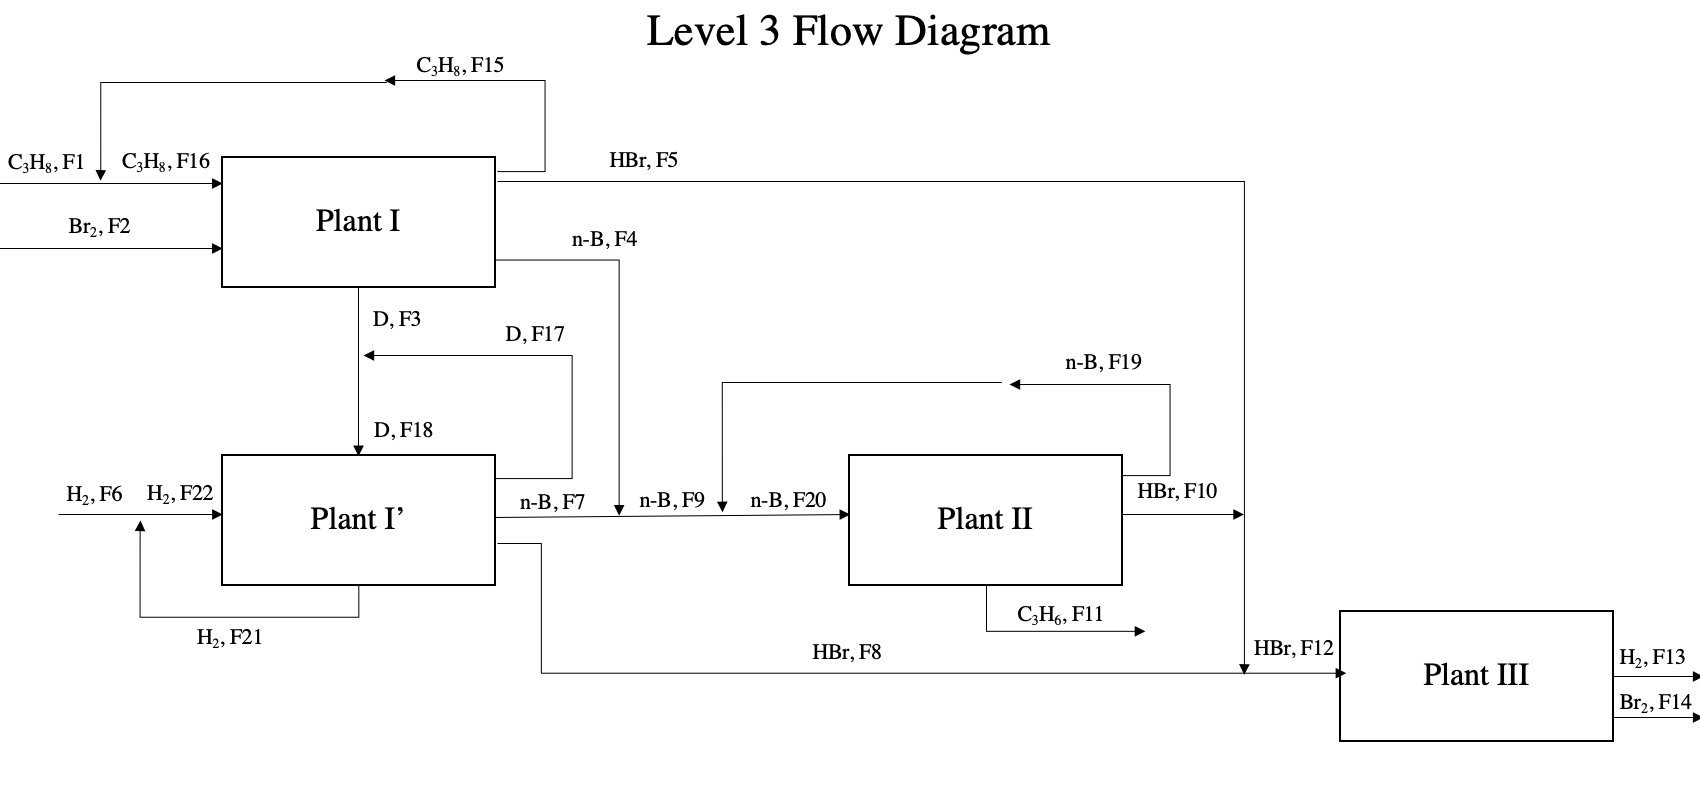 Level 3 Flow Diagram
C₃H₈, F15
C₃H₈, F1
C₃H₈, F16
HBr, F5
Br₂, F2
Plant I
n-B, F4
D, F3
D, F17
n-B, F19
D, F18
H₂, F6
H₂, F22
Plant I’
n-B, F7
n-B, F9
n-B, F20
Plant II
HBr, F10
C₃H₆, F11
H₂, F21
HBr, F8
HBr, F12
Plant III
H₂, F13
Br₂, F14